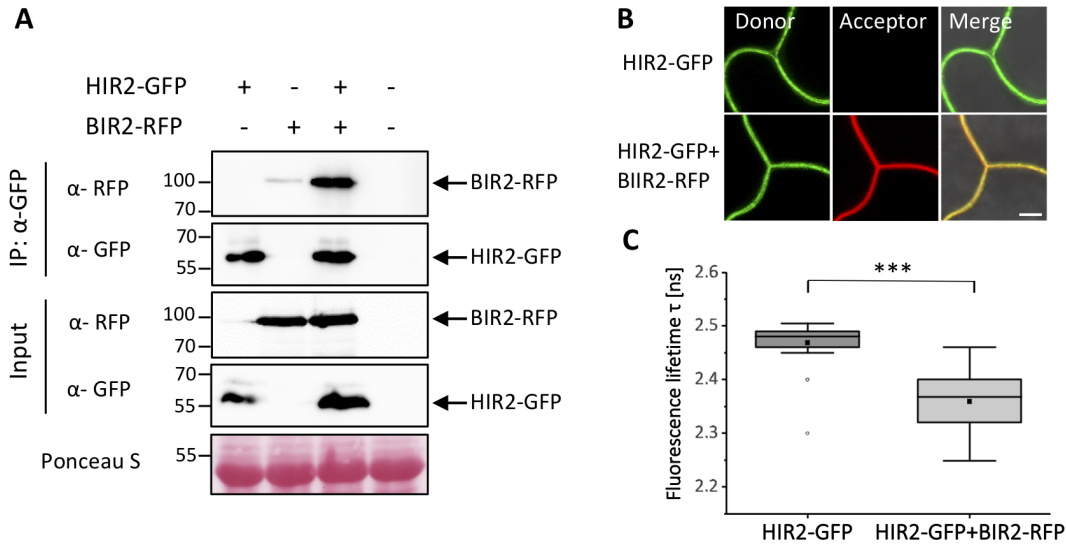 A
HIR2-GFP + - + -
BIR2-RFP - + + -
IP: α-GFP
α- RFP 100 70 BIR2-RFP
α- GFP 70 55 HIR2-GFP
Input
α- RFP 100 70 BIR2-RFP
α- GFP 70 55 HIR2-GFP
Ponceau S 55
B
Donor Acceptor Merge
HIR2-GFP
HIR2-GFP+
BIIR2-RFP
C
***
Fluorescence lifetime τ [ns]
2.6
2.5
2.4
2.3
2.2
HIR2-GFP HIR2-GFP+BIR2-RFP